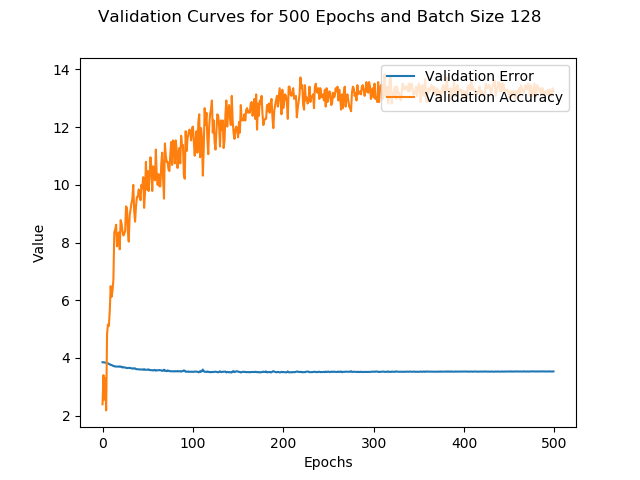 Validation Curves for 500 Epochs and Batch Size 128
Validation Error
Validation Accuracy
14
12
10
8
6
4
2
Value
0
100
200
300
400
500
Epochs